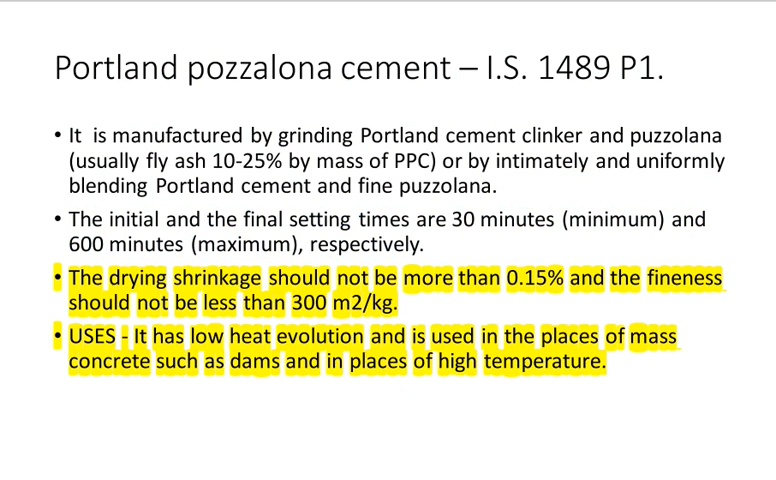 Portland pozzalona cement – I.S. 1489 P1.
• It is manufactured by grinding Portland cement clinker and puzzolana
(usually fly ash 10-25% by mass of PPC) or by intimately and uniformly
blending Portland cement and fine puzzolana.
• The initial and the final setting times are 30 minutes (minimum) and
600 minutes (maximum), respectively.
• The drying shrinkage should not be more than 0.15% and the fineness
should not be less than 300 m2/kg.
• USES - It has low heat evolution and is used in the places of mass
concrete such as dams and in places of high temperature.